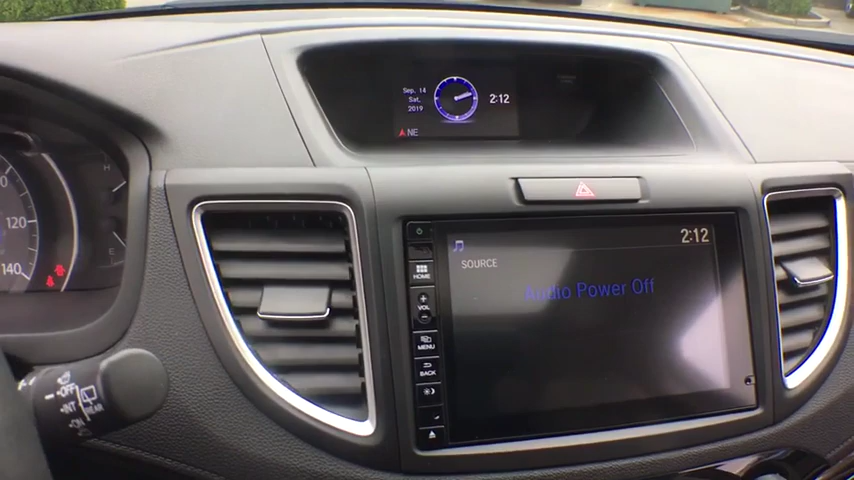 Sep, 14
Sat,
2019
2:12
NE
H
E
120
140
2:12
SOURCE
Audio Power Off
HOME
+
VOL
-
MENU
BACK
OFF
INT
ON
REAR